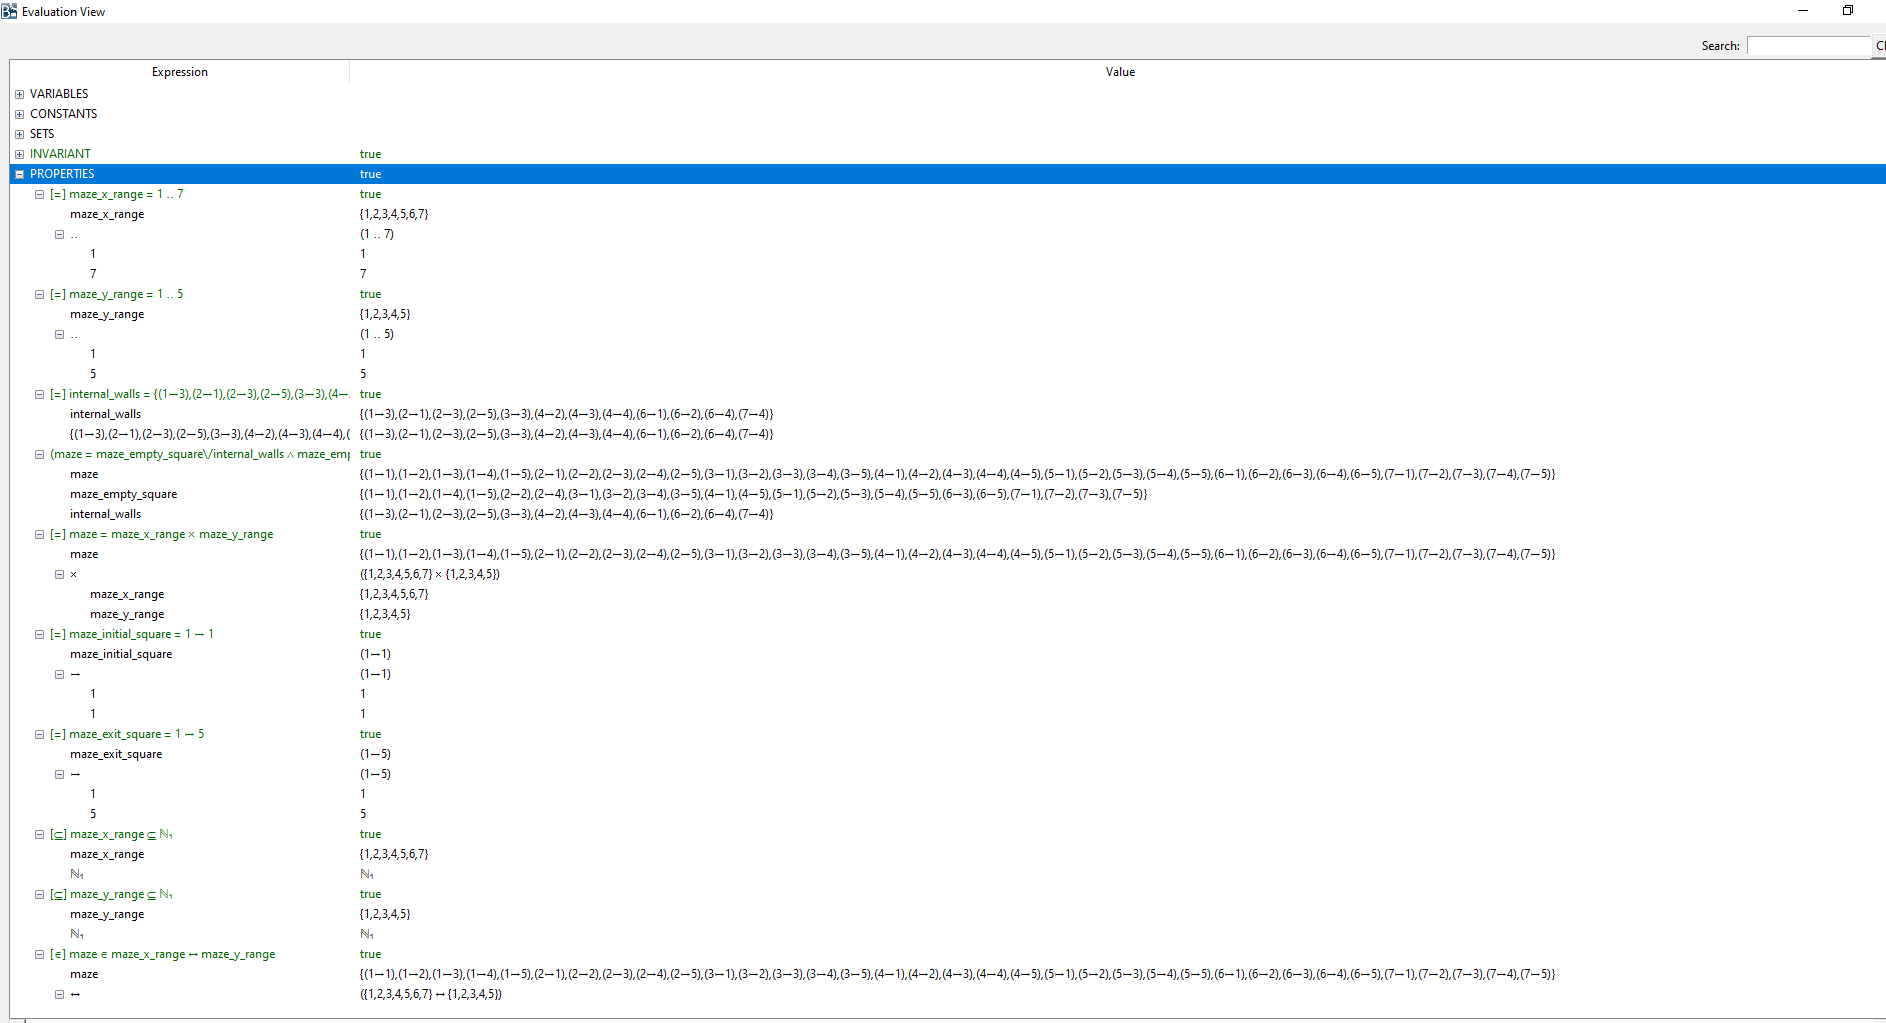 Evaluation View
Search:
Expression Value
VARIABLES
CONSTANTS
SETS
INVARIANT true
PROPERTIES true
[=] maze_x_range = 1 .. 7 true
maze_x_range {1,2,3,4,5,6,7}
.. (1 .. 7)
1 1
7 7
[=] maze_y_range = 1 .. 5 true
maze_y_range {1,2,3,4,5}
.. (1 .. 5)
1 1
5 5
[=] internal_walls = {(1↦3),(2↦1),(2↦3),(2↦5),(3↦3),(4↦ true
internal_walls {(1↦3),(2↦1),(2↦3),(2↦5),(3↦3),(4↦2),(4↦3),(4↦4),(6↦1),(6↦2),(6↦4),(7↦4)}
{(1↦3),(2↦1),(2↦3),(2↦5),(3↦3),(4↦2),(4↦3),(4↦4),( {(1↦3),(2↦1),(2↦3),(2↦5),(3↦3),(4↦2),(4↦3),(4↦4),(6↦1),(6↦2),(6↦4),(7↦4)}
(maze = maze_empty_square\/internal_walls ∧ maze_emp true
maze {(1↦1),(1↦2),(1↦3),(1↦4),(1↦5),(2↦1),(2↦2),(2↦3),(2↦4),(2↦5),(3↦1),(3↦2),(3↦3),(3↦4),(3↦5),(4↦1),(4↦2),(4↦3),(4↦4),(4↦5),(5↦1),(5↦2),(5↦3),(5↦4),(5↦5),(6↦1),(6↦2),(6↦3),(6↦4),(6↦5),(7↦1),(7↦2),(7↦3),(7↦4),(7↦5)}
maze_empty_square {(1↦1),(1↦2),(1↦4),(1↦5),(2↦2),(2↦4),(3↦1),(3↦2),(3↦4),(3↦5),(4↦1),(4↦5),(5↦1),(5↦2),(5↦3),(5↦4),(5↦5),(6↦3),(6↦5),(7↦1),(7↦2),(7↦3),(7↦5)}
internal_walls {(1↦3),(2↦1),(2↦3),(2↦5),(3↦3),(4↦2),(4↦3),(4↦4),(6↦1),(6↦2),(6↦4),(7↦4)}
[=] maze = maze_x_range × maze_y_range true
maze {(1↦1),(1↦2),(1↦3),(1↦4),(1↦5),(2↦1),(2↦2),(2↦3),(2↦4),(2↦5),(3↦1),(3↦2),(3↦3),(3↦4),(3↦5),(4↦1),(4↦2),(4↦3),(4↦4),(4↦5),(5↦1),(5↦2),(5↦3),(5↦4),(5↦5),(6↦1),(6↦2),(6↦3),(6↦4),(6↦5),(7↦1),(7↦2),(7↦3),(7↦4),(7↦5)}
× ({1,2,3,4,5,6,7} × {1,2,3,4,5})
maze_x_range {1,2,3,4,5,6,7}
maze_y_range {1,2,3,4,5}
[=] maze_initial_square = 1 ↦ 1 true
maze_initial_square (1↦1)
↦ (1↦1)
1 1
1 1
[=] maze_exit_square = 1 ↦ 5 true
maze_exit_square (1↦5)
↦ (1↦5)
1 1
5 5
[⊆] maze_x_range ⊆ ℕ₁ true
maze_x_range {1,2,3,4,5,6,7}
ℕ₁ ℕ₁
[⊆] maze_y_range ⊆ ℕ₁ true
maze_y_range {1,2,3,4,5}
ℕ₁ ℕ₁
[∈] maze ∈ maze_x_range ↔ maze_y_range true
maze {(1↦1),(1↦2),(1↦3),(1↦4),(1↦5),(2↦1),(2↦2),(2↦3),(2↦4),(2↦5),(3↦1),(3↦2),(3↦3),(3↦4),(3↦5),(4↦1),(4↦2),(4↦3),(4↦4),(4↦5),(5↦1),(5↦2),(5↦3),(5↦4),(5↦5),(6↦1),(6↦2),(6↦3),(6↦4),(6↦5),(7↦1),(7↦2),(7↦3),(7↦4),(7↦5)}
↔ ({1,2,3,4,5,6,7} ↔ {1,2,3,4,5})